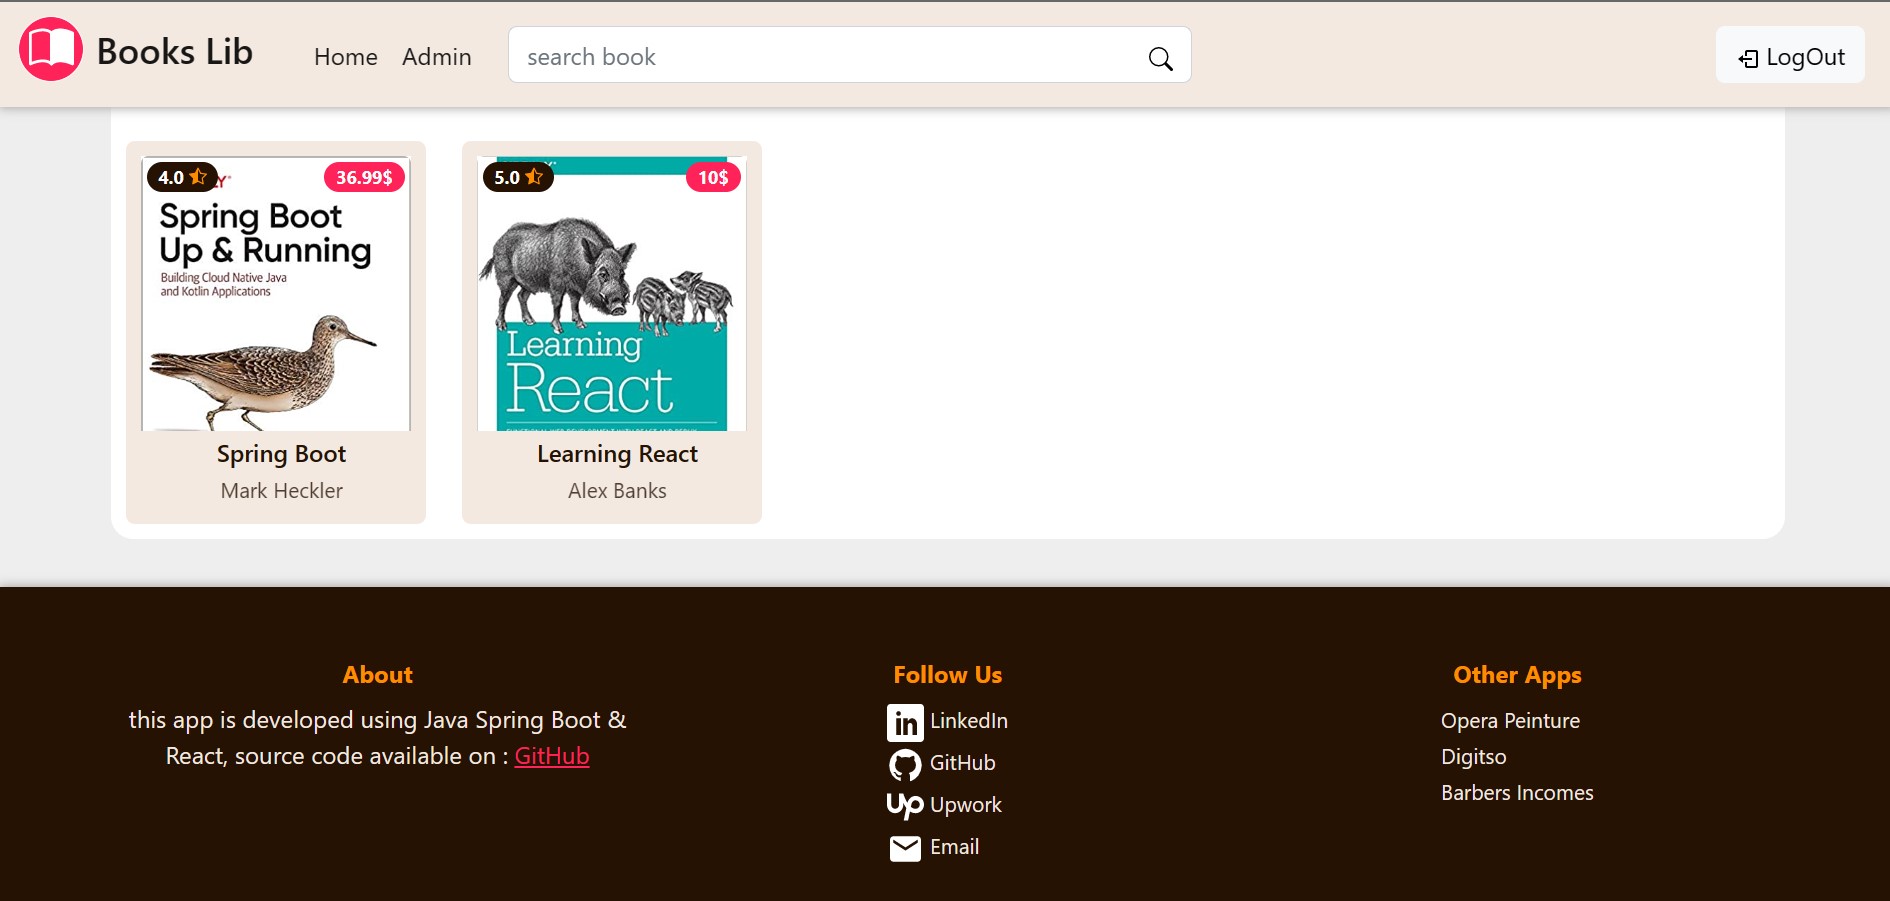 Books Lib
Home
Admin
search book
LogOut
4.0
36.99$
Spring Boot
Up & Running
Building Cloud Native Java
and Kotlin Applications
Spring Boot
Mark Heckler
5.0
10$
Learning
React
Learning React
Alex Banks
About
this app is developed using Java Spring Boot &
React, source code available on : GitHub
Follow Us
in LinkedIn
GitHub
Up Upwork
Email
Other Apps
Opera Peinture
Digitso
Barbers Incomes